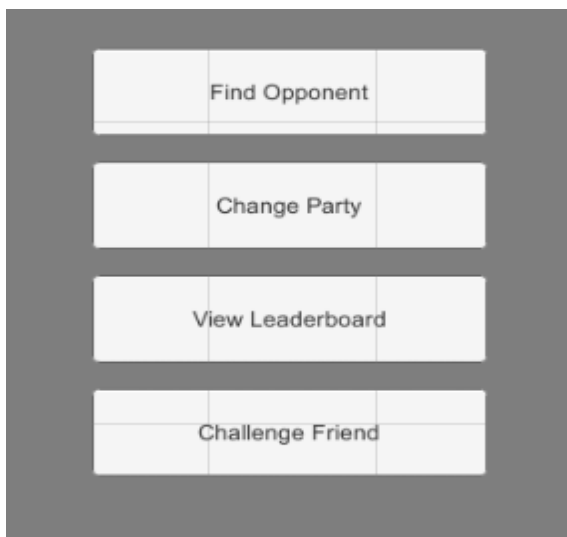 Find Opponent
Change Party
View Leaderboard
Challenge Friend